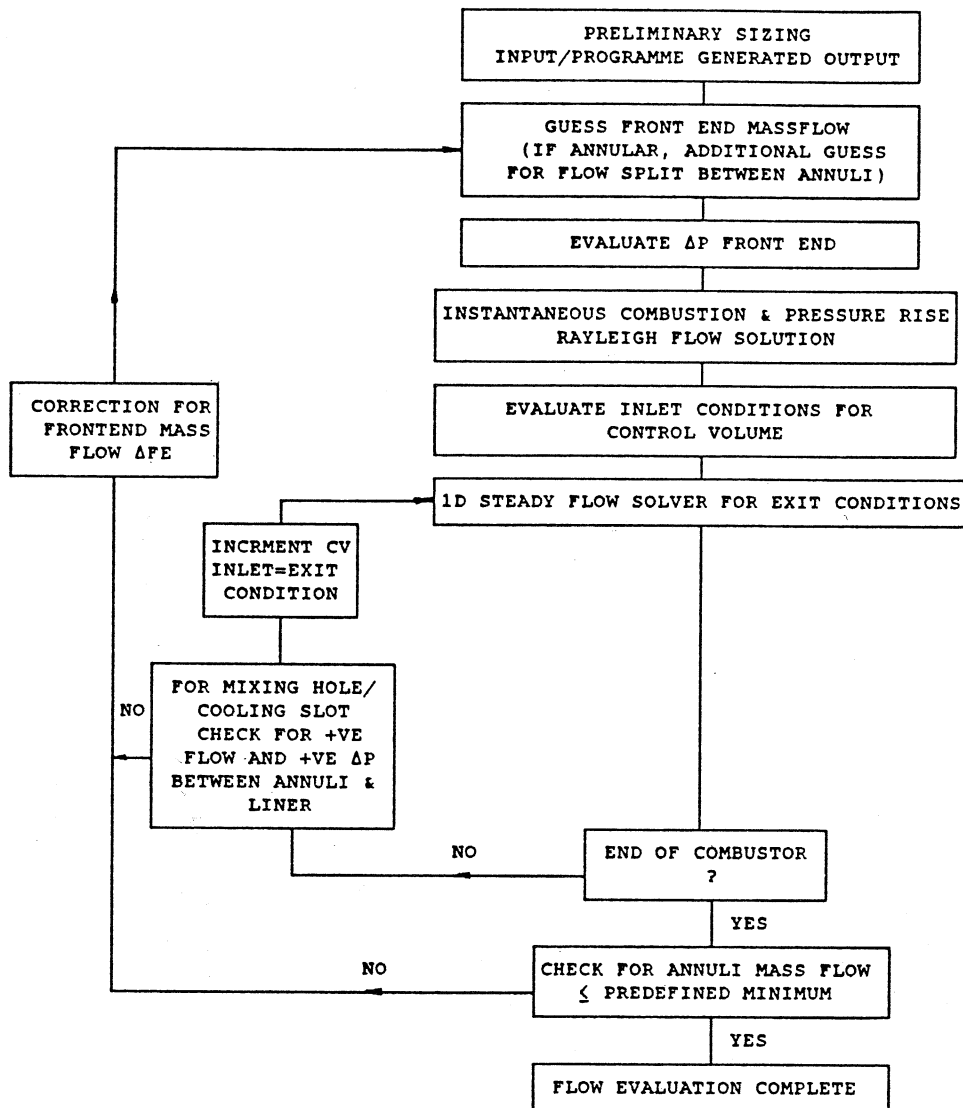 PRELIMINARY SIZING
INPUT/PROGRAMME GENERATED OUTPUT
GUESS FRONT END MASSFLOW
(IF ANNULAR, ADDITIONAL GUESS
FOR FLOW SPLIT BETWEEN ANNULI)
EVALUATE ΔP FRONT END
INSTANTANEOUS COMBUSTION & PRESSURE RISE
RAYLEIGH FLOW SOLUTION
CORRECTION FOR
FRONTEND MASS
FLOW ΔFE
EVALUATE INLET CONDITIONS FOR
CONTROL VOLUME
1D STEADY FLOW SOLVER FOR EXIT CONDITIONS
INCRMENT CV
INLET=EXIT
CONDITION
NO
FOR MIXING HOLE/
COOLING SLOT
CHECK FOR +VE
FLOW AND +VE ΔP
BETWEEN ANNULI &
LINER
NO
END OF COMBUSTOR
?
YES
NO
CHECK FOR ANNULI MASS FLOW
≤ PREDEFINED MINIMUM
YES
FLOW EVALUATION COMPLETE